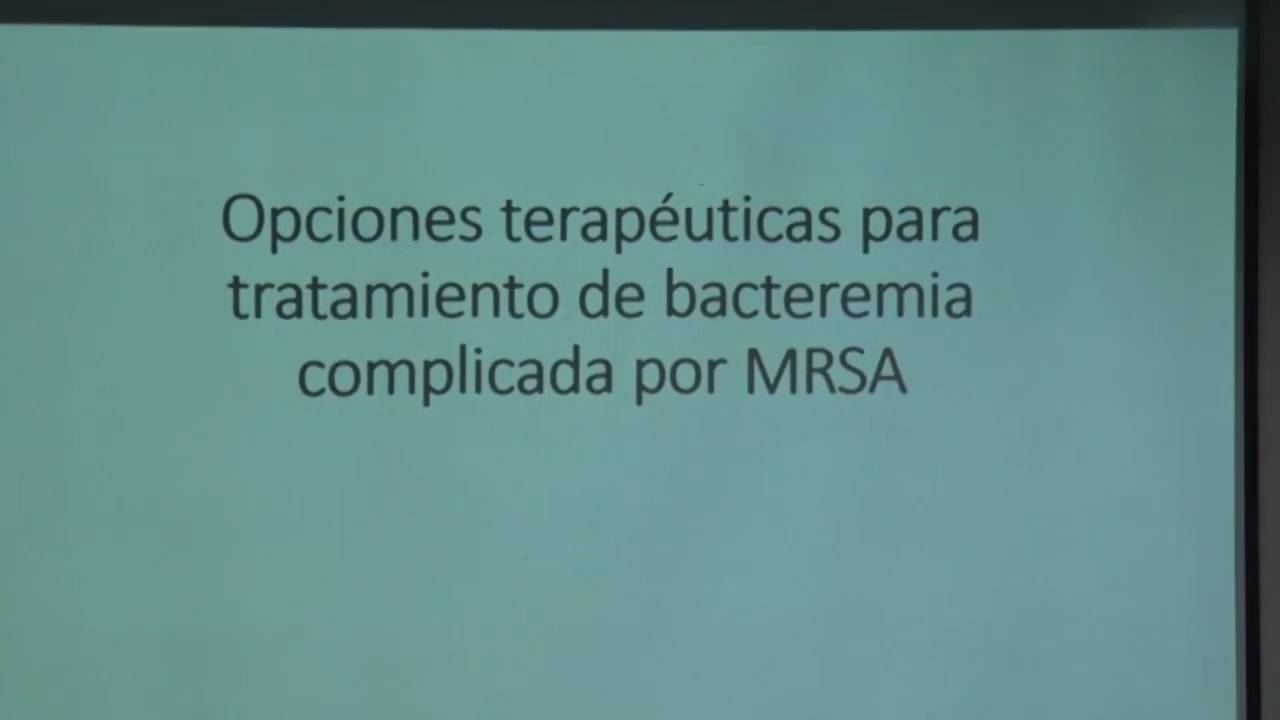 Opciones terapéuticas para
tratamiento de bacteremia
complicada por MRSA